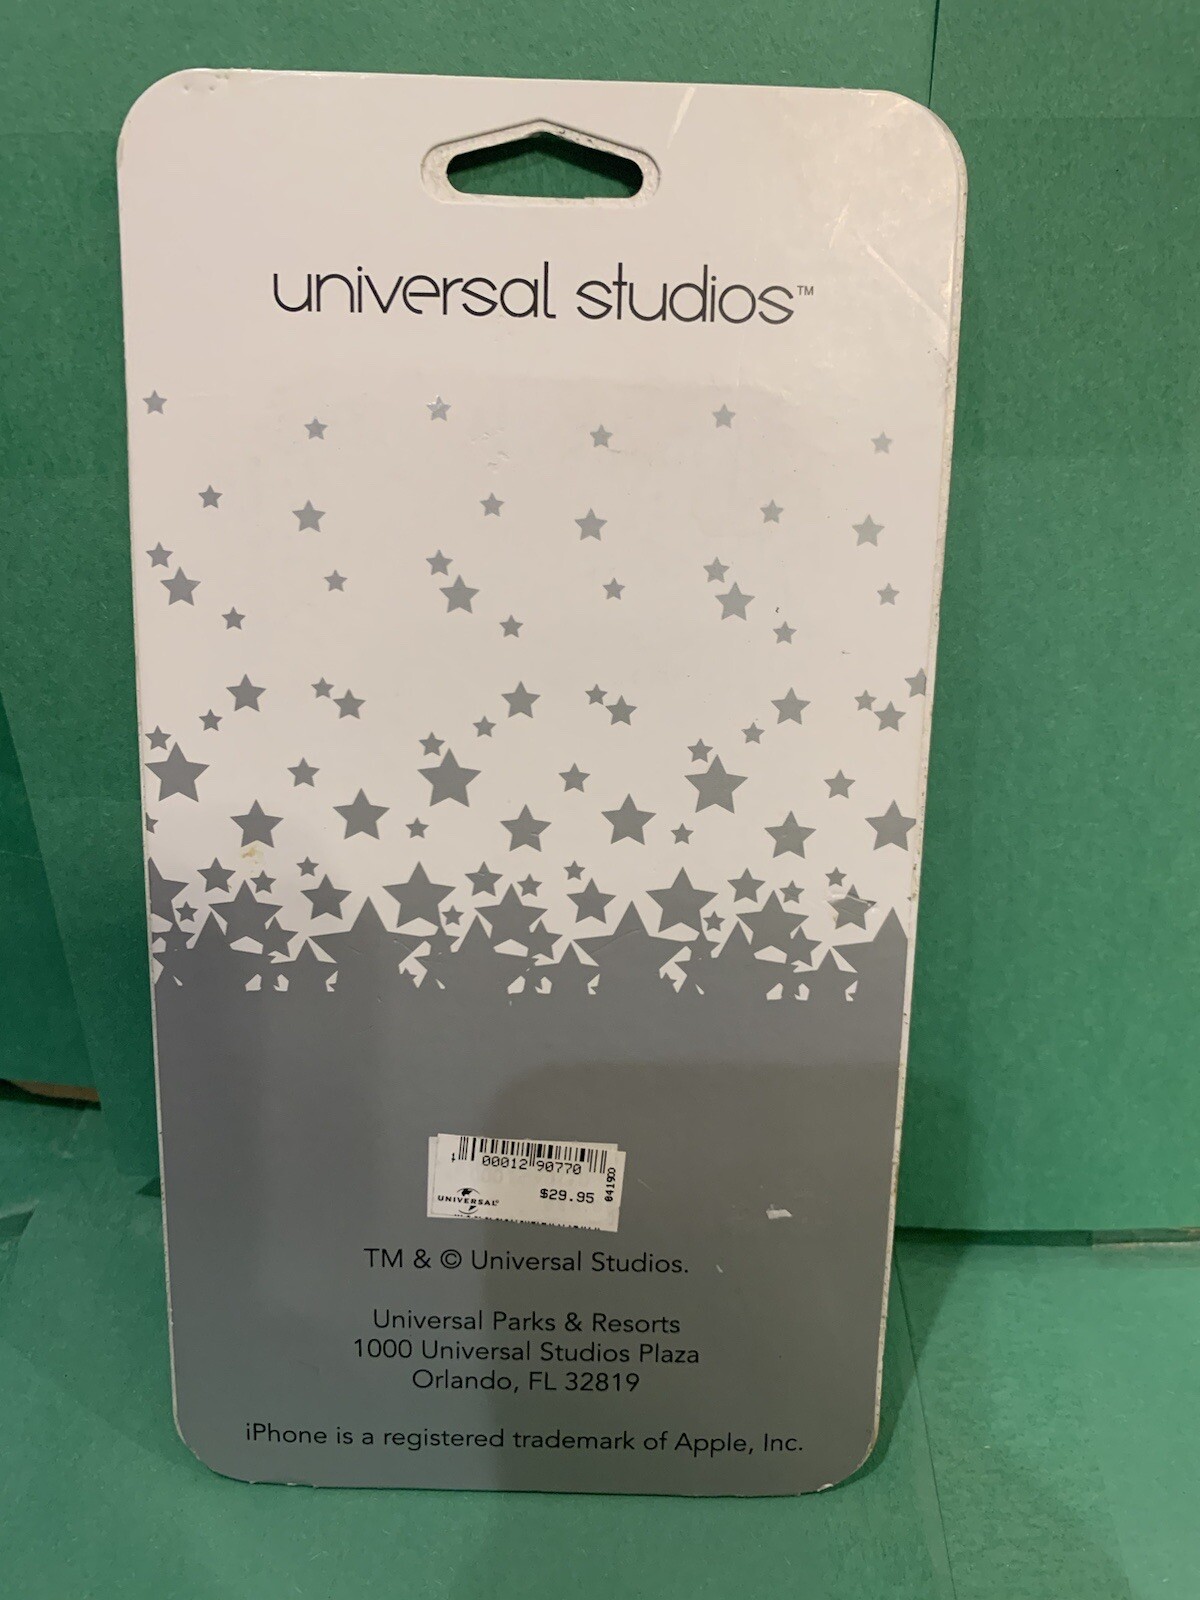 universal studios™
00012 90770
$29.95
041900
UNIVERSAL®
TM & © Universal Studios.
Universal Parks & Resorts
1000 Universal Studios Plaza
Orlando, FL 32819
iPhone is a registered trademark of Apple, Inc.